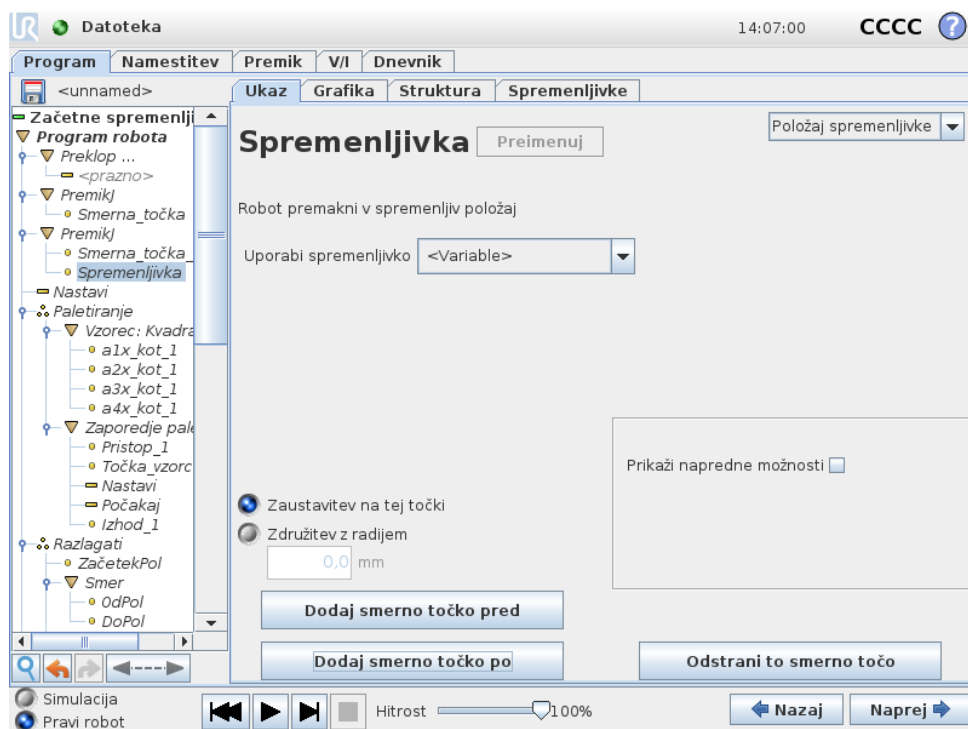 UR Datoteka 14:07:00 CCCC ?
Program Namestitev Premik V/I Dnevnik
<unnamed>
Ukaz Grafika Struktura Spremenljivke
Začetne spremenlji
Program robota
Preklop ...
<prazno>
PremikJ
Smerna_točka
PremikJ
Smerna_točka_
Spremenljivka
Nastavi
Paletiranje
Vzorec: Kvadra
a1x_kot_1
a2x_kot_1
a3x_kot_1
a4x_kot_1
Zaporedje pale
Pristop_1
Točka_vzorc
Nastavi
Počakaj
Izhod_1
Razlagati
ZačetekPol
Smer
OdPol
DoPol
Spremenljivka Preimenuj
Položaj spremenljivke
Robot premakni v spremenljiv položaj
Uporabi spremenljivko <Variable>
Prikaži napredne možnosti
Zaustavitev na tej točki
Združitev z radijem
0,0 mm
Dodaj smerno točko pred
Dodaj smerno točko po
Odstrani to smerno točo
Simulacija
Pravi robot
Hitrost 100%
Nazaj
Naprej